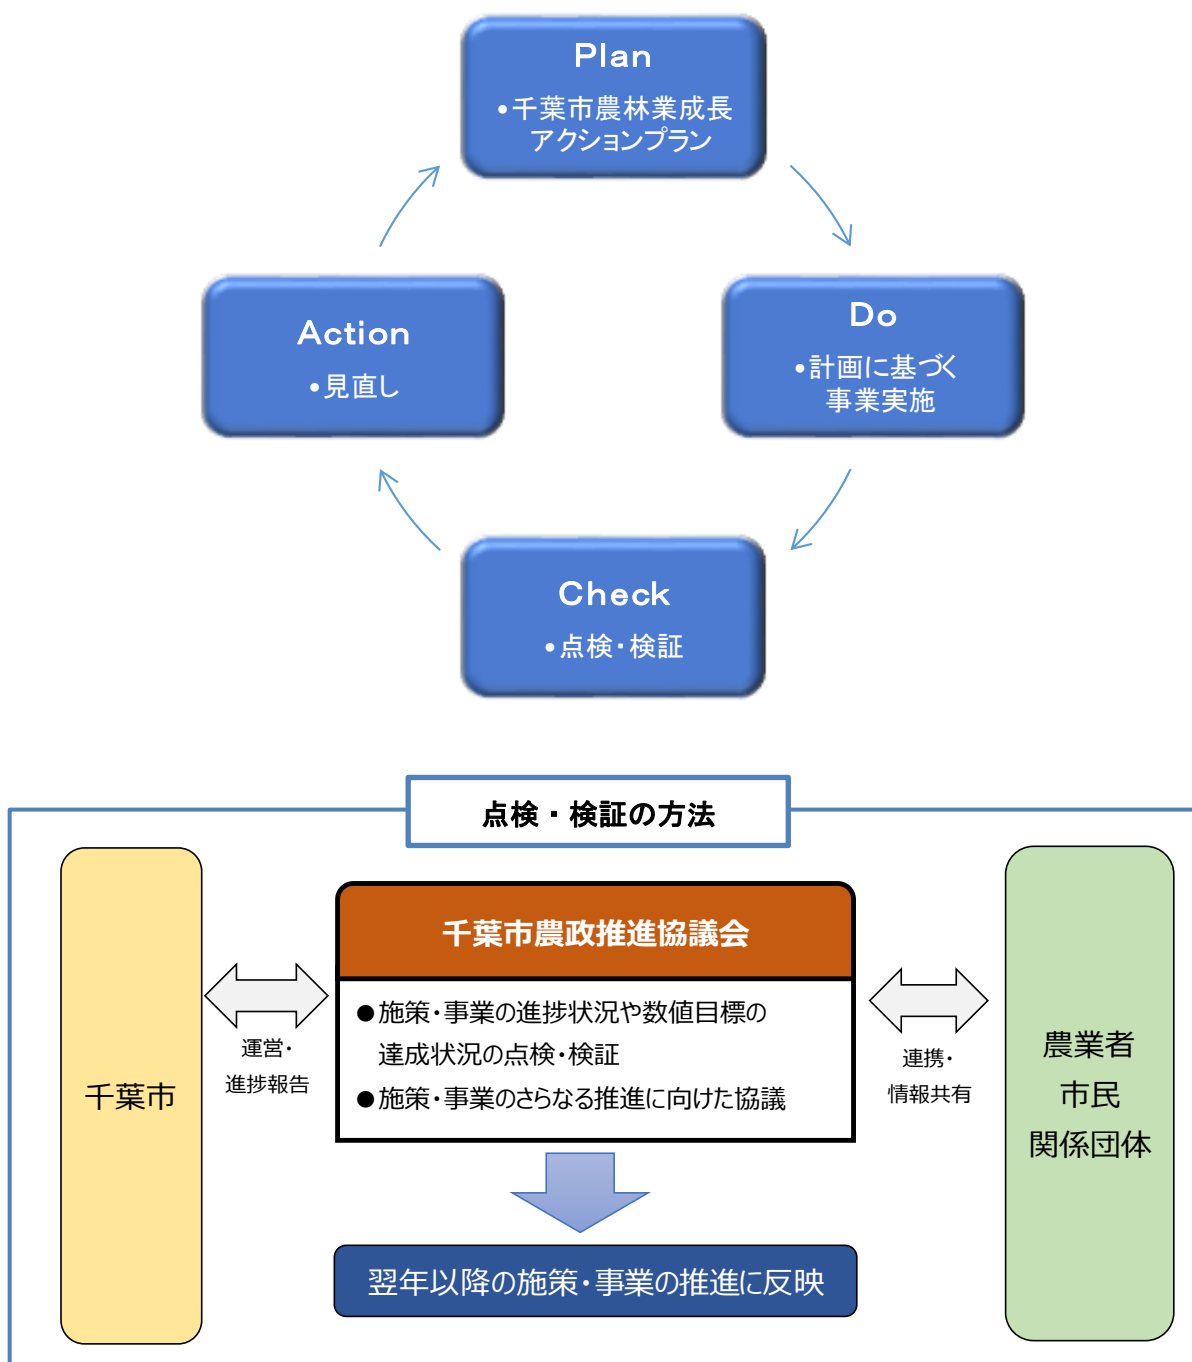 Plan
•千葉市農林業成長
アクションプラン
Action
•見直し
Do
•計画に基づく
事業実施
Check
•点検・検証
点検・検証の方法
千葉市
運営・
進捗報告
千葉市農政推進協議会
●施策・事業の進捗状況や数値目標の
達成状況の点検・検証
●施策・事業のさらなる推進に向けた協議
連携・
情報共有
農業者
市民
関係団体
翌年以降の施策・事業の推進に反映